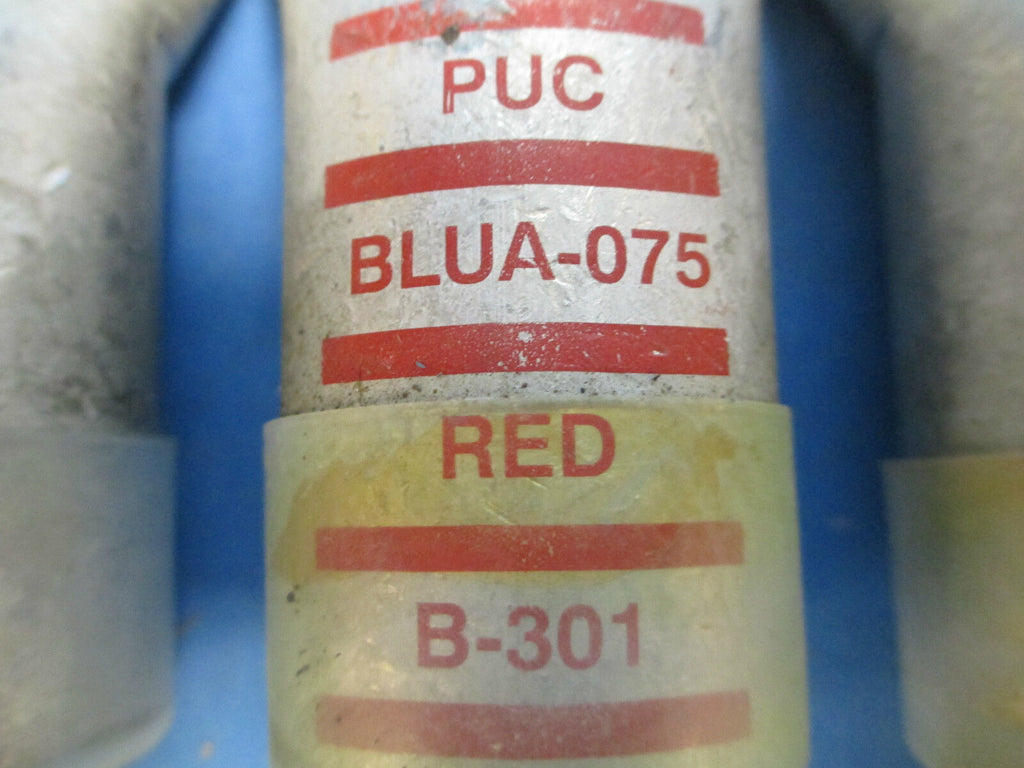 PUC
BLUA-075
RED
B-301